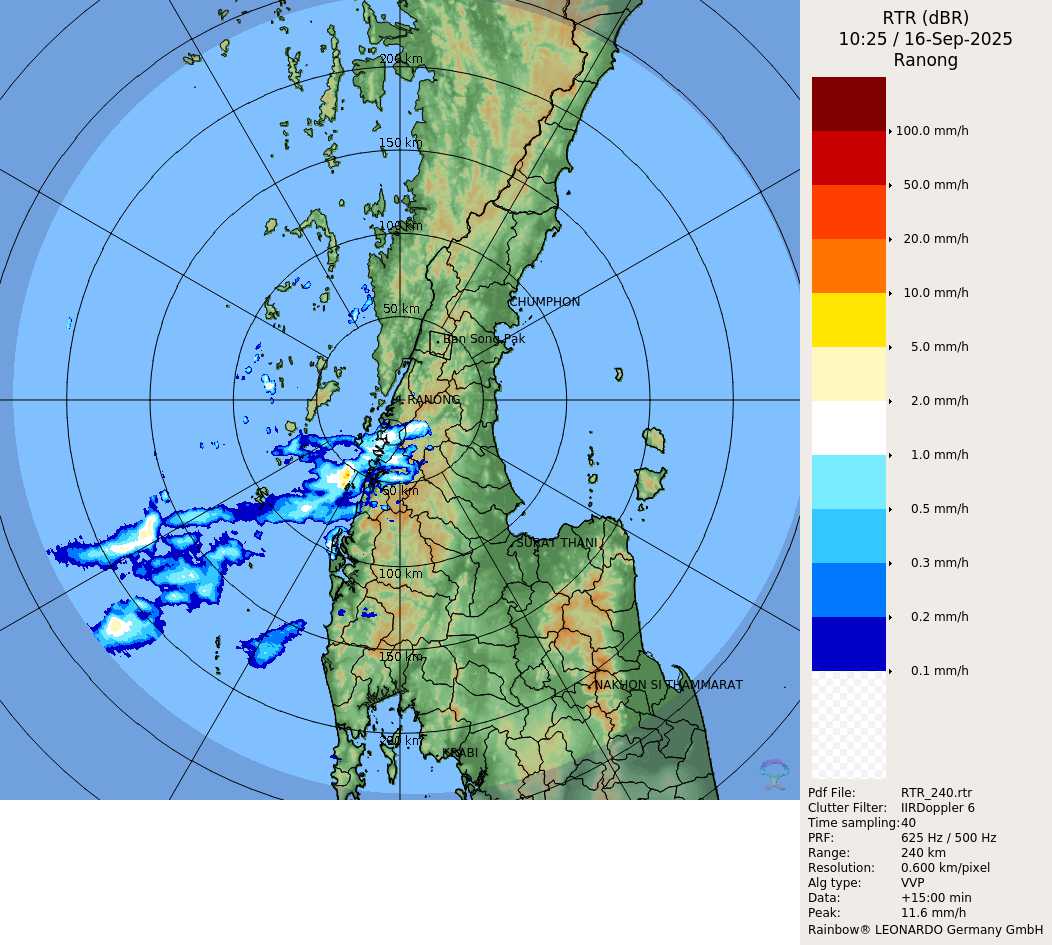 RTR (dBR)
10:25 / 16-Sep-2025
Ranong
200 km
150 km
100 km
50 km
CHUMPHON
Ban Song Pak
RANONG
50 km
SURAT THANI
100 km
150 km
NAKHON SI THAMMARAT
200 km
KRABI
100.0 mm/h
50.0 mm/h
20.0 mm/h
10.0 mm/h
5.0 mm/h
2.0 mm/h
1.0 mm/h
0.5 mm/h
0.3 mm/h
0.2 mm/h
0.1 mm/h
Pdf File: RTR_240.rtr
Clutter Filter: IIRDoppler 6
Time sampling:40
PRF: 625 Hz / 500 Hz
Range: 240 km
Resolution: 0.600 km/pixel
Alg type: VVP
Data: +15:00 min
Peak: 11.6 mm/h
Rainbow® LEONARDO Germany GmbH